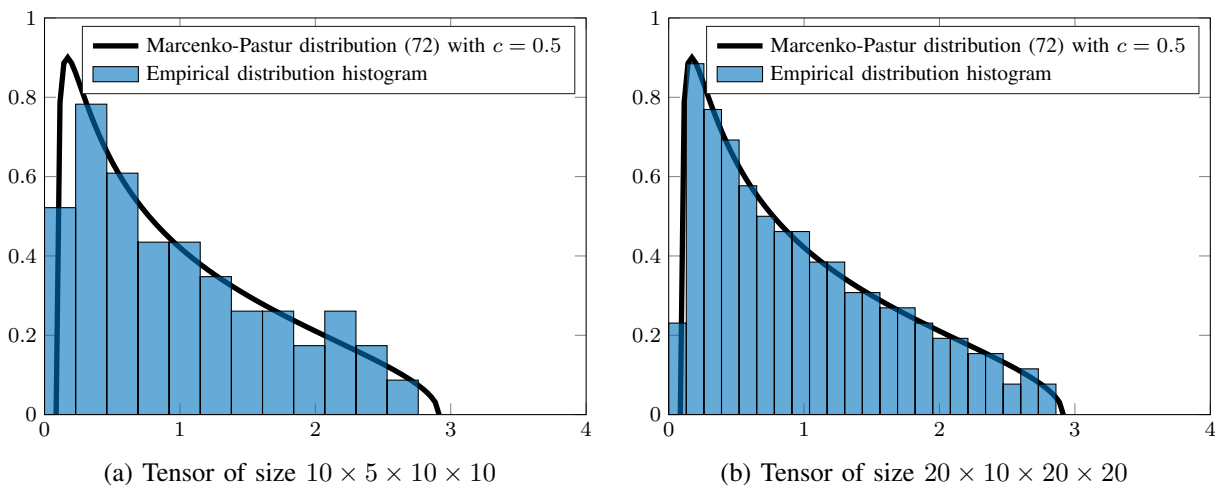 Marcenko-Pastur distribution (72) with c = 0.5
Empirical distribution histogram
1
0.8
0.6
0.4
0.2
0
0 1 2 3 4
(a) Tensor of size 10 × 5 × 10 × 10
Marcenko-Pastur distribution (72) with c = 0.5
Empirical distribution histogram
1
0.8
0.6
0.4
0.2
0
0 1 2 3 4
(b) Tensor of size 20 × 10 × 20 × 20